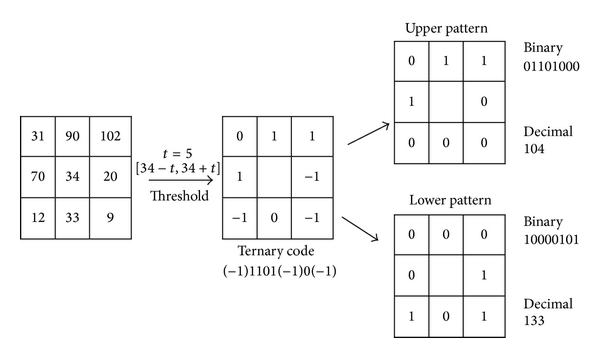 31 90 102
70 34 20
12 33 9
t = 5
[34 − t, 34 + t]
Threshold
0 1 1
1 −1
−1 0 −1
Ternary code
(−1)1101(−1)0(−1)
Upper pattern
0 1 1
1 0
0 0 0
Binary
01101000
Decimal
104
Lower pattern
0 0 0
0 1
1 0 1
Binary
10000101
Decimal
133